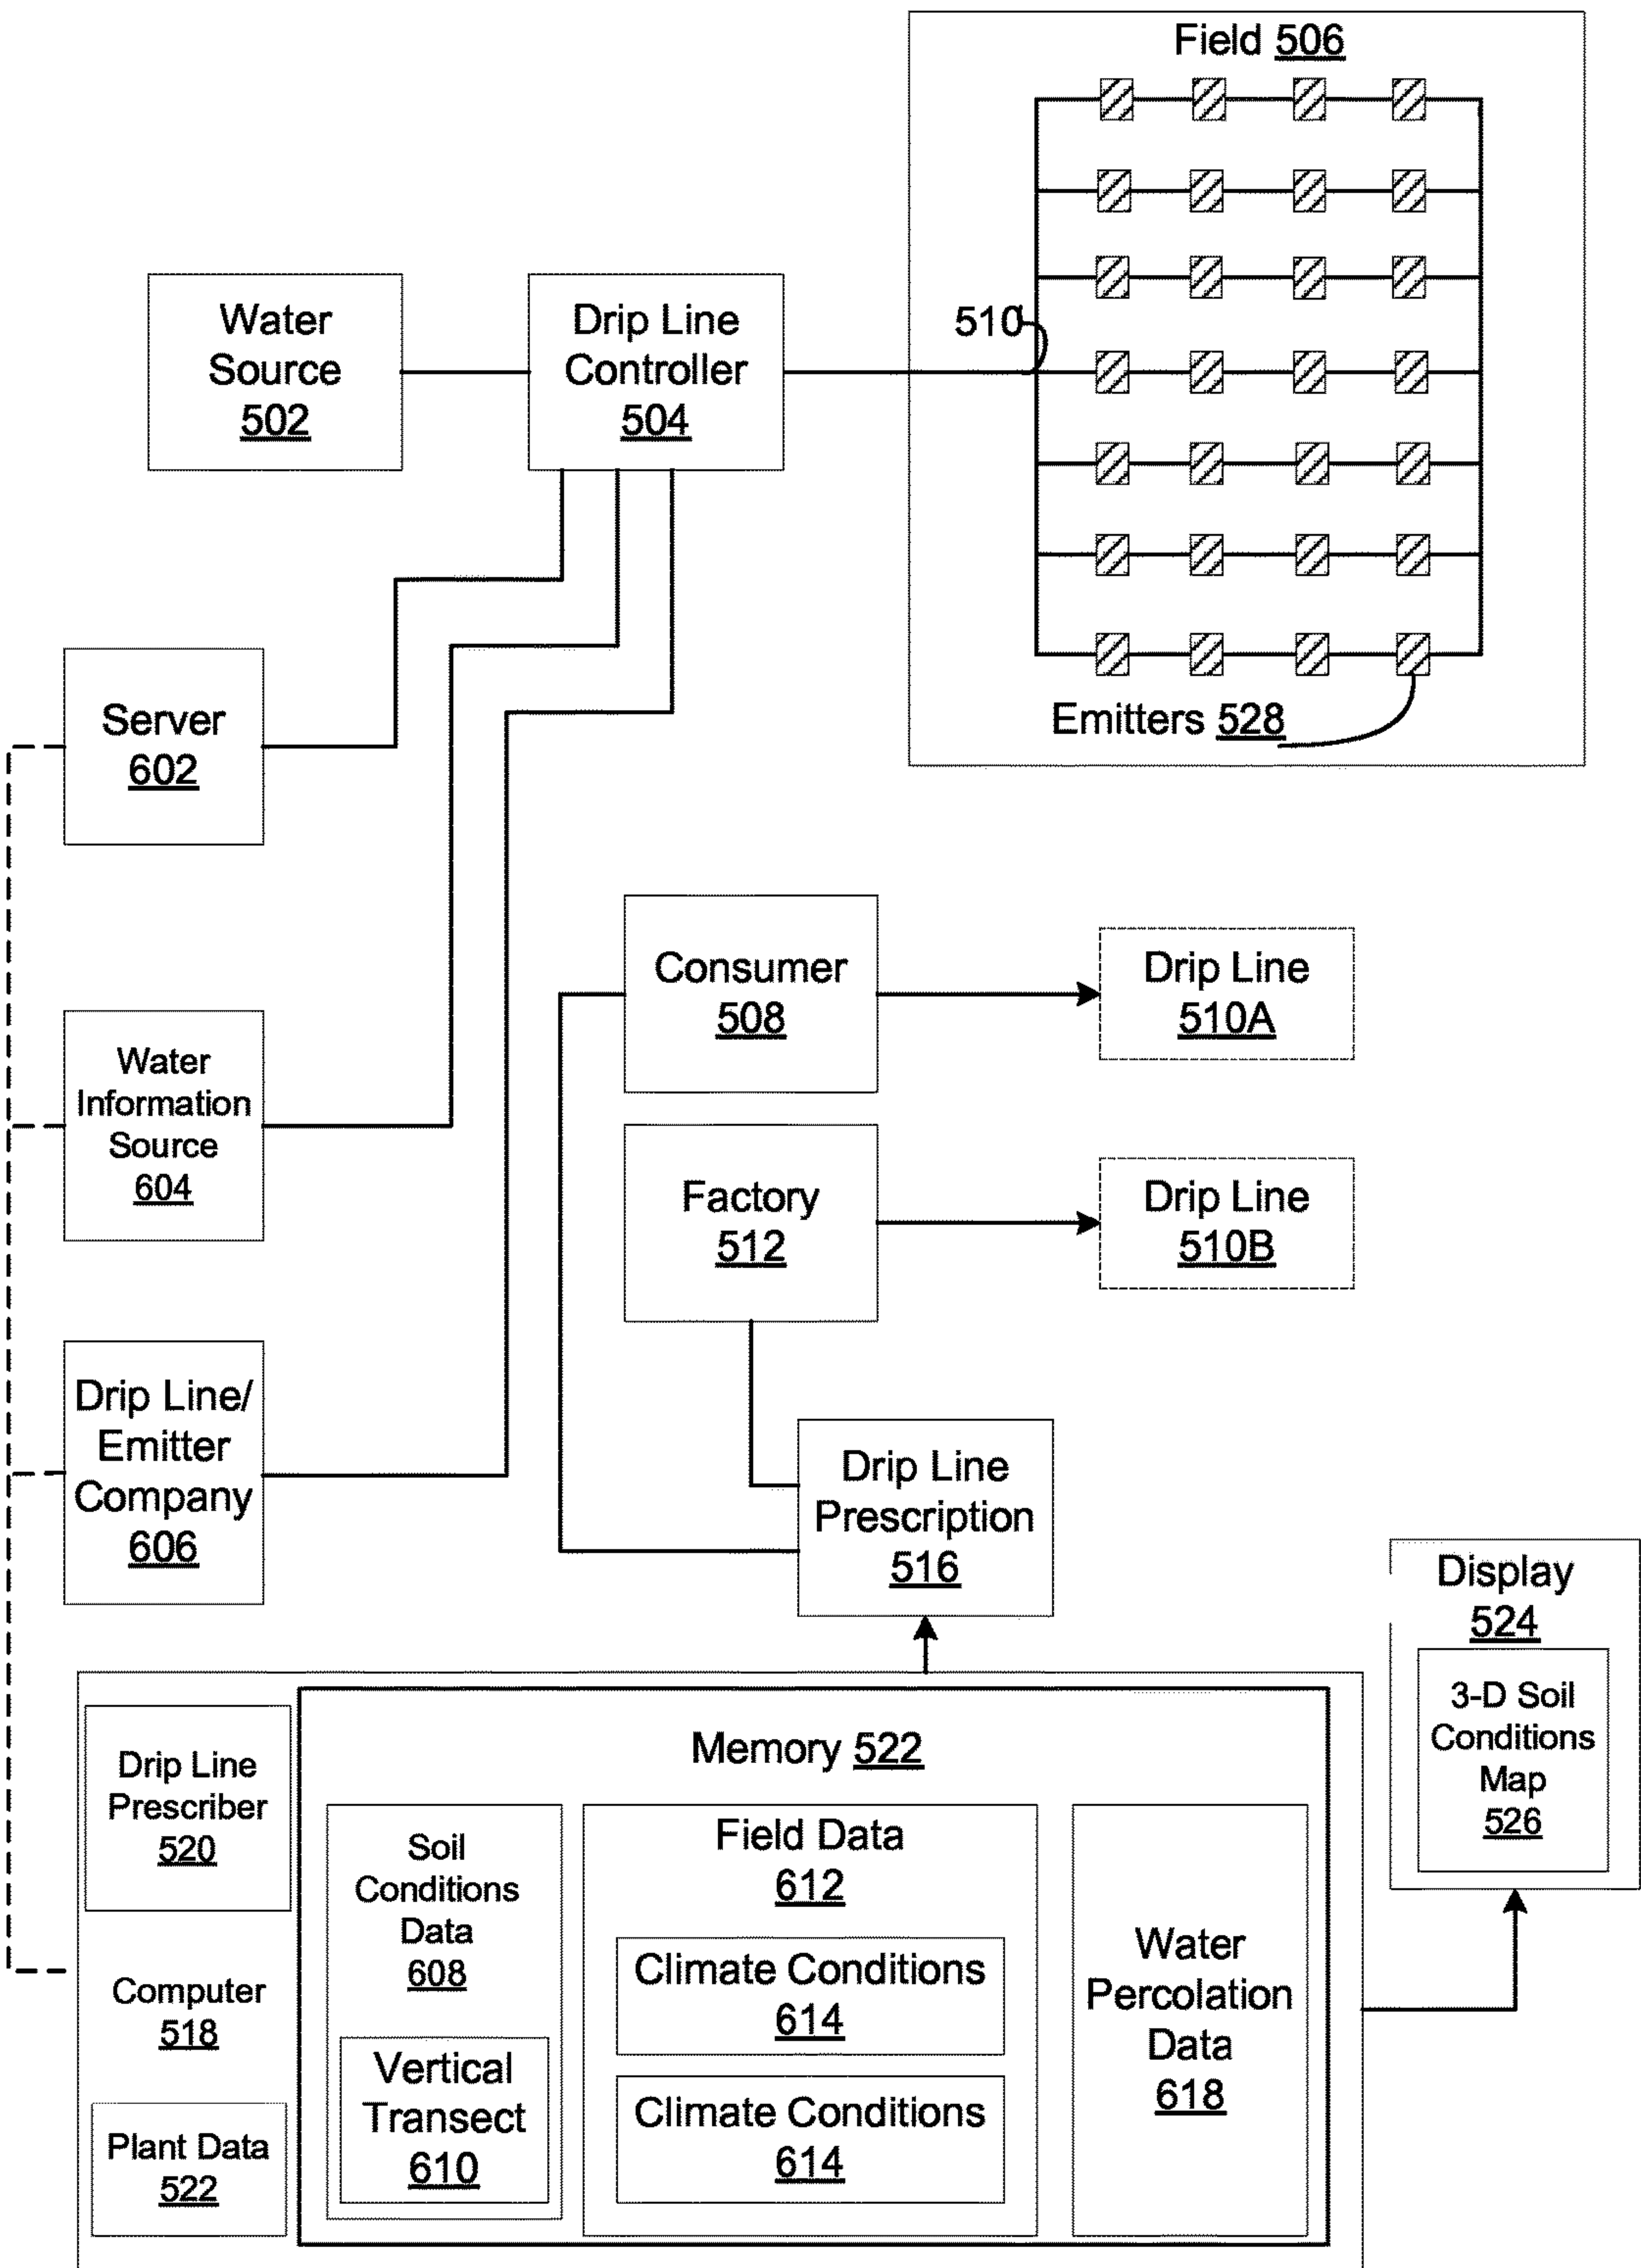 Field 506
510
Emitters 528
Water
Source
502
Drip Line
Controller
504
Server
602
Water
Information
Source
604
Drip Line/
Emitter
Company
606
Consumer
508
Drip Line
510A
Factory
512
Drip Line
510B
Drip Line
Prescription
516
Display
524
3-D Soil
Conditions
Map
526
Drip Line
Prescriber
520
Computer
518
Plant Data
522
Memory 522
Soil
Conditions
Data
608
Vertical
Transect
610
Field Data
612
Climate Conditions
614
Climate Conditions
614
Water
Percolation
Data
618